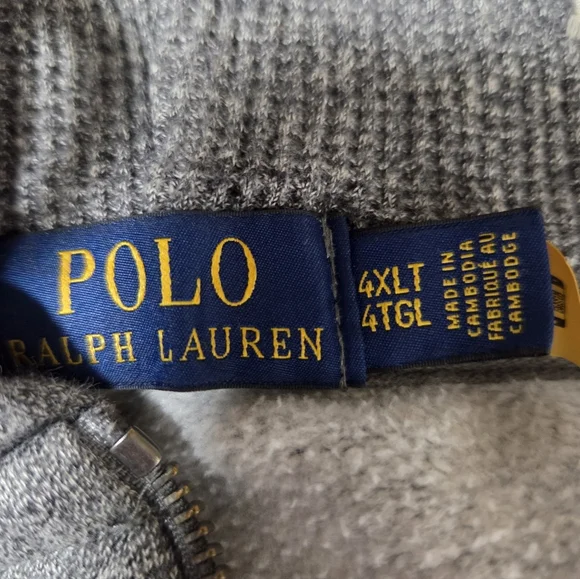 POLO
RALPH LAUREN
4XLT
4TGL
MADE IN
CAMBODIA
FABRIQUÉ AU
CAMBODGE